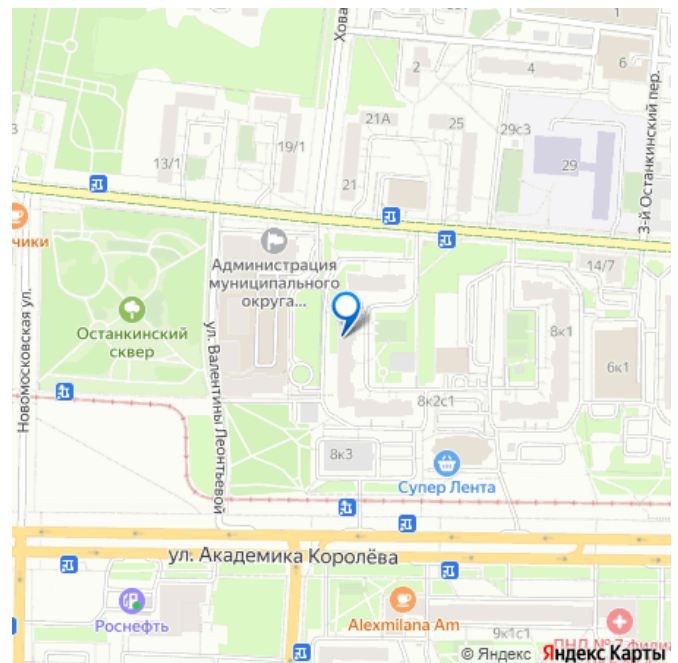 Хова
1
2
4
6
3-й Останкинский пер.
21А
25
29с3
3
19/1
13/1
29
21
чики
Администрация
муниципального
округа...
14/7
Новомосковская ул.
Останкинский
сквер
ул. Валентины Леонтьевой
8к1
6к1
8к2с1
8к3
Супер Лента
ул. Академика Королёва
Роснефть
Alexmilana Am
9к1с1
ПНД № 7 филиа
© Яндекс Яндекс Карты